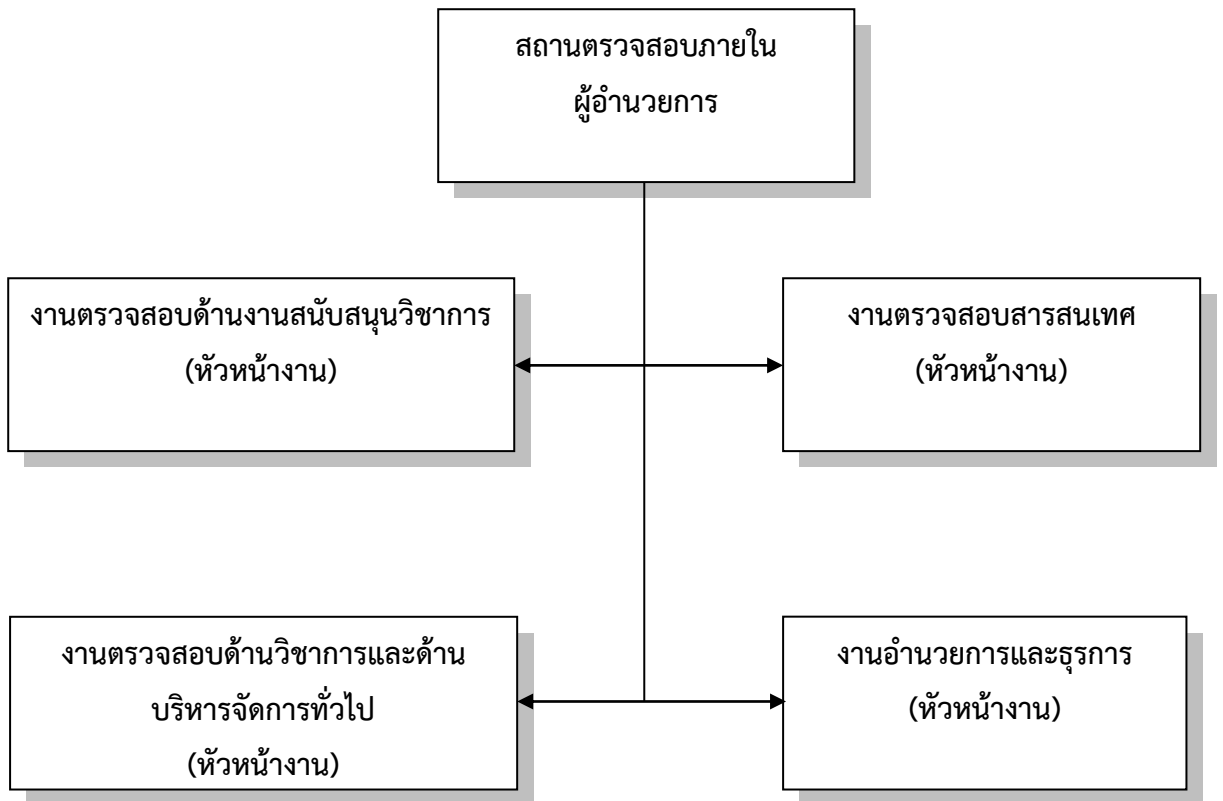 สถานตรวจสอบภายใน
ผู้อำนวยการ
งานตรวจสอบด้านงานสนับสนุนวิชาการ
(หัวหน้างาน)
งานตรวจสอบสารสนเทศ
(หัวหน้างาน)
งานตรวจสอบด้านวิชาการและด้าน
บริหารจัดการทั่วไป
(หัวหน้างาน)
งานอำนวยการและธุรการ
(หัวหน้างาน)